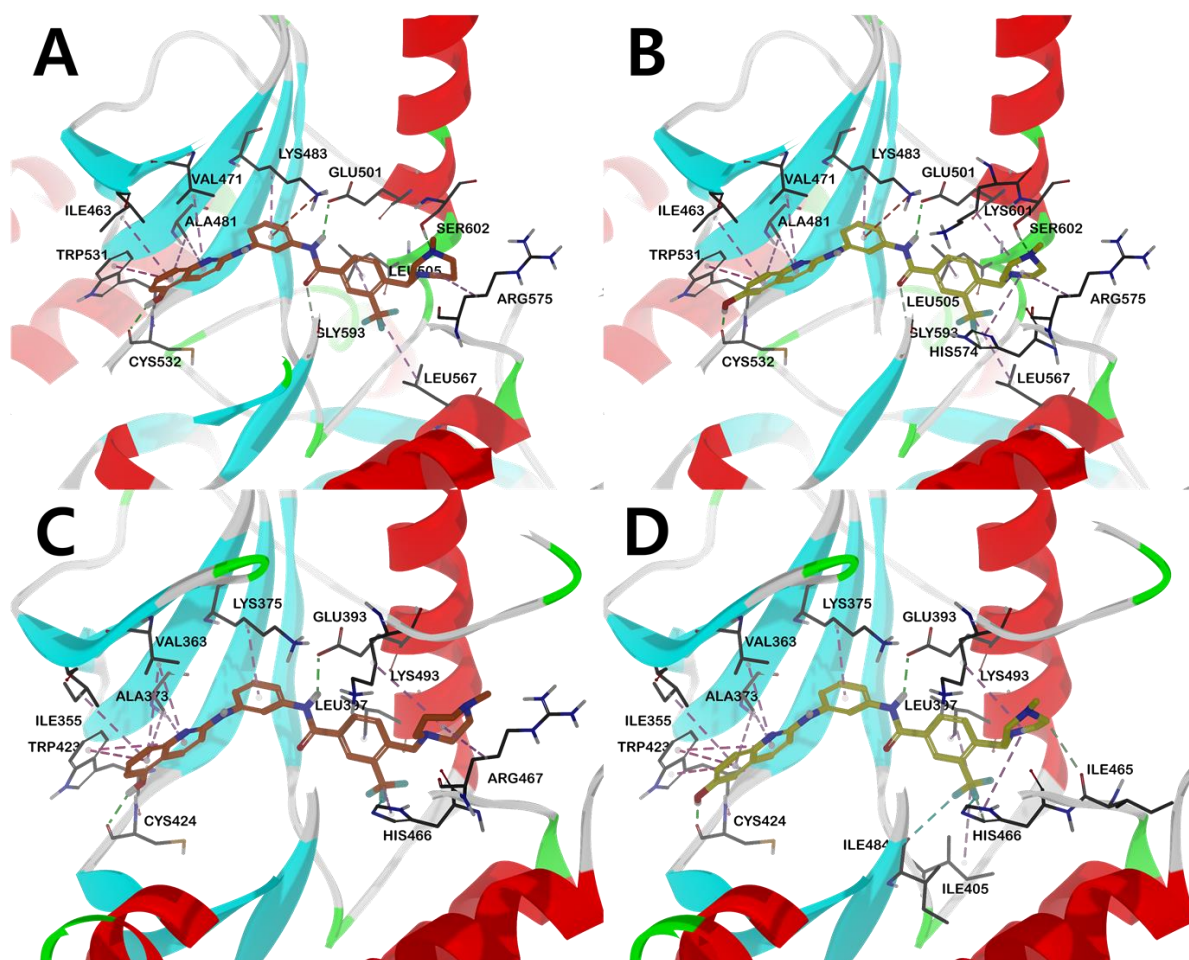 A
LYS483
GLU501
VAL471
ILE463
ALA481
SER602
TRP531
LEU505
ARG575
SLY593
CYS532
LEU567
B
LYS483
GLU501
VAL471
LYS601
ILE463
ALA481
SER602
TRP531
LEU505
ARG575
SLY593
HIS574
CYS532
LEU567
C
LYS375
GLU393
VAL363
LYS493
ALA373
LEU397
ILE355
TRP423
ARG467
CYS424
HIS466
D
LYS375
GLU393
VAL363
LYS493
ALA373
LEU397
ILE355
TRP423
ILE465
CYS424
HIS466
ILE484
ILE405